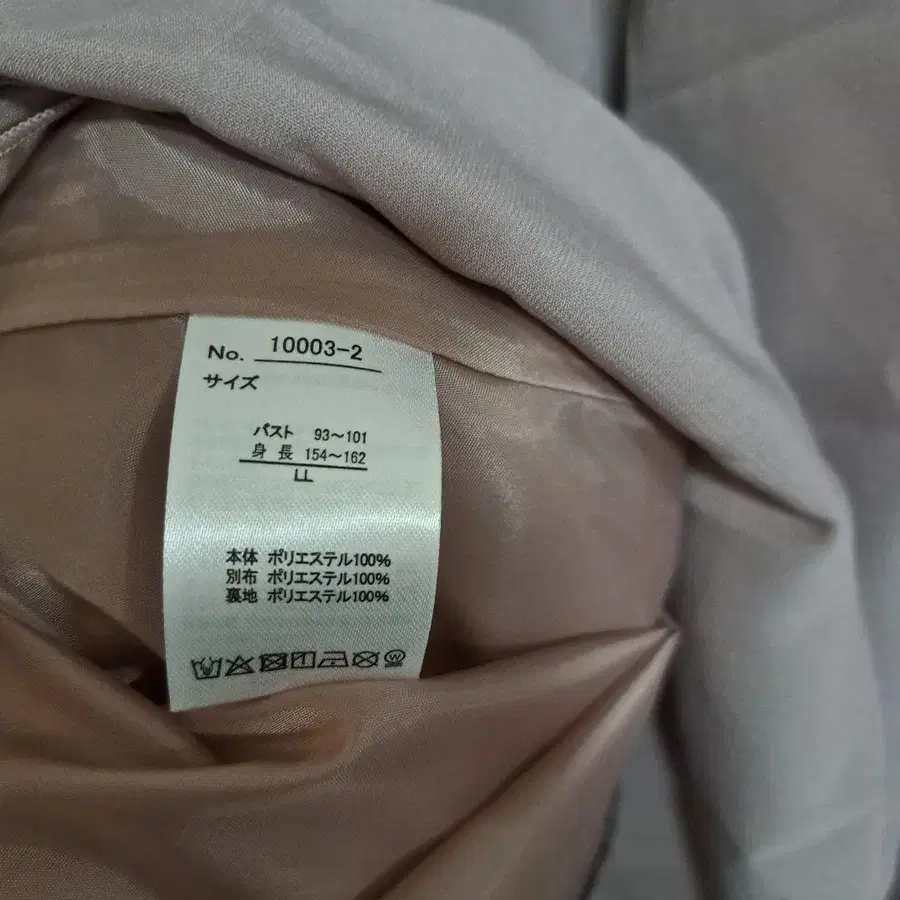 No. 10003-2
サイズ
バスト 93～101
身長 154～162
LL
本体 ポリエステル100%
別布 ポリエステル100%
裏地 ポリエステル100%
W